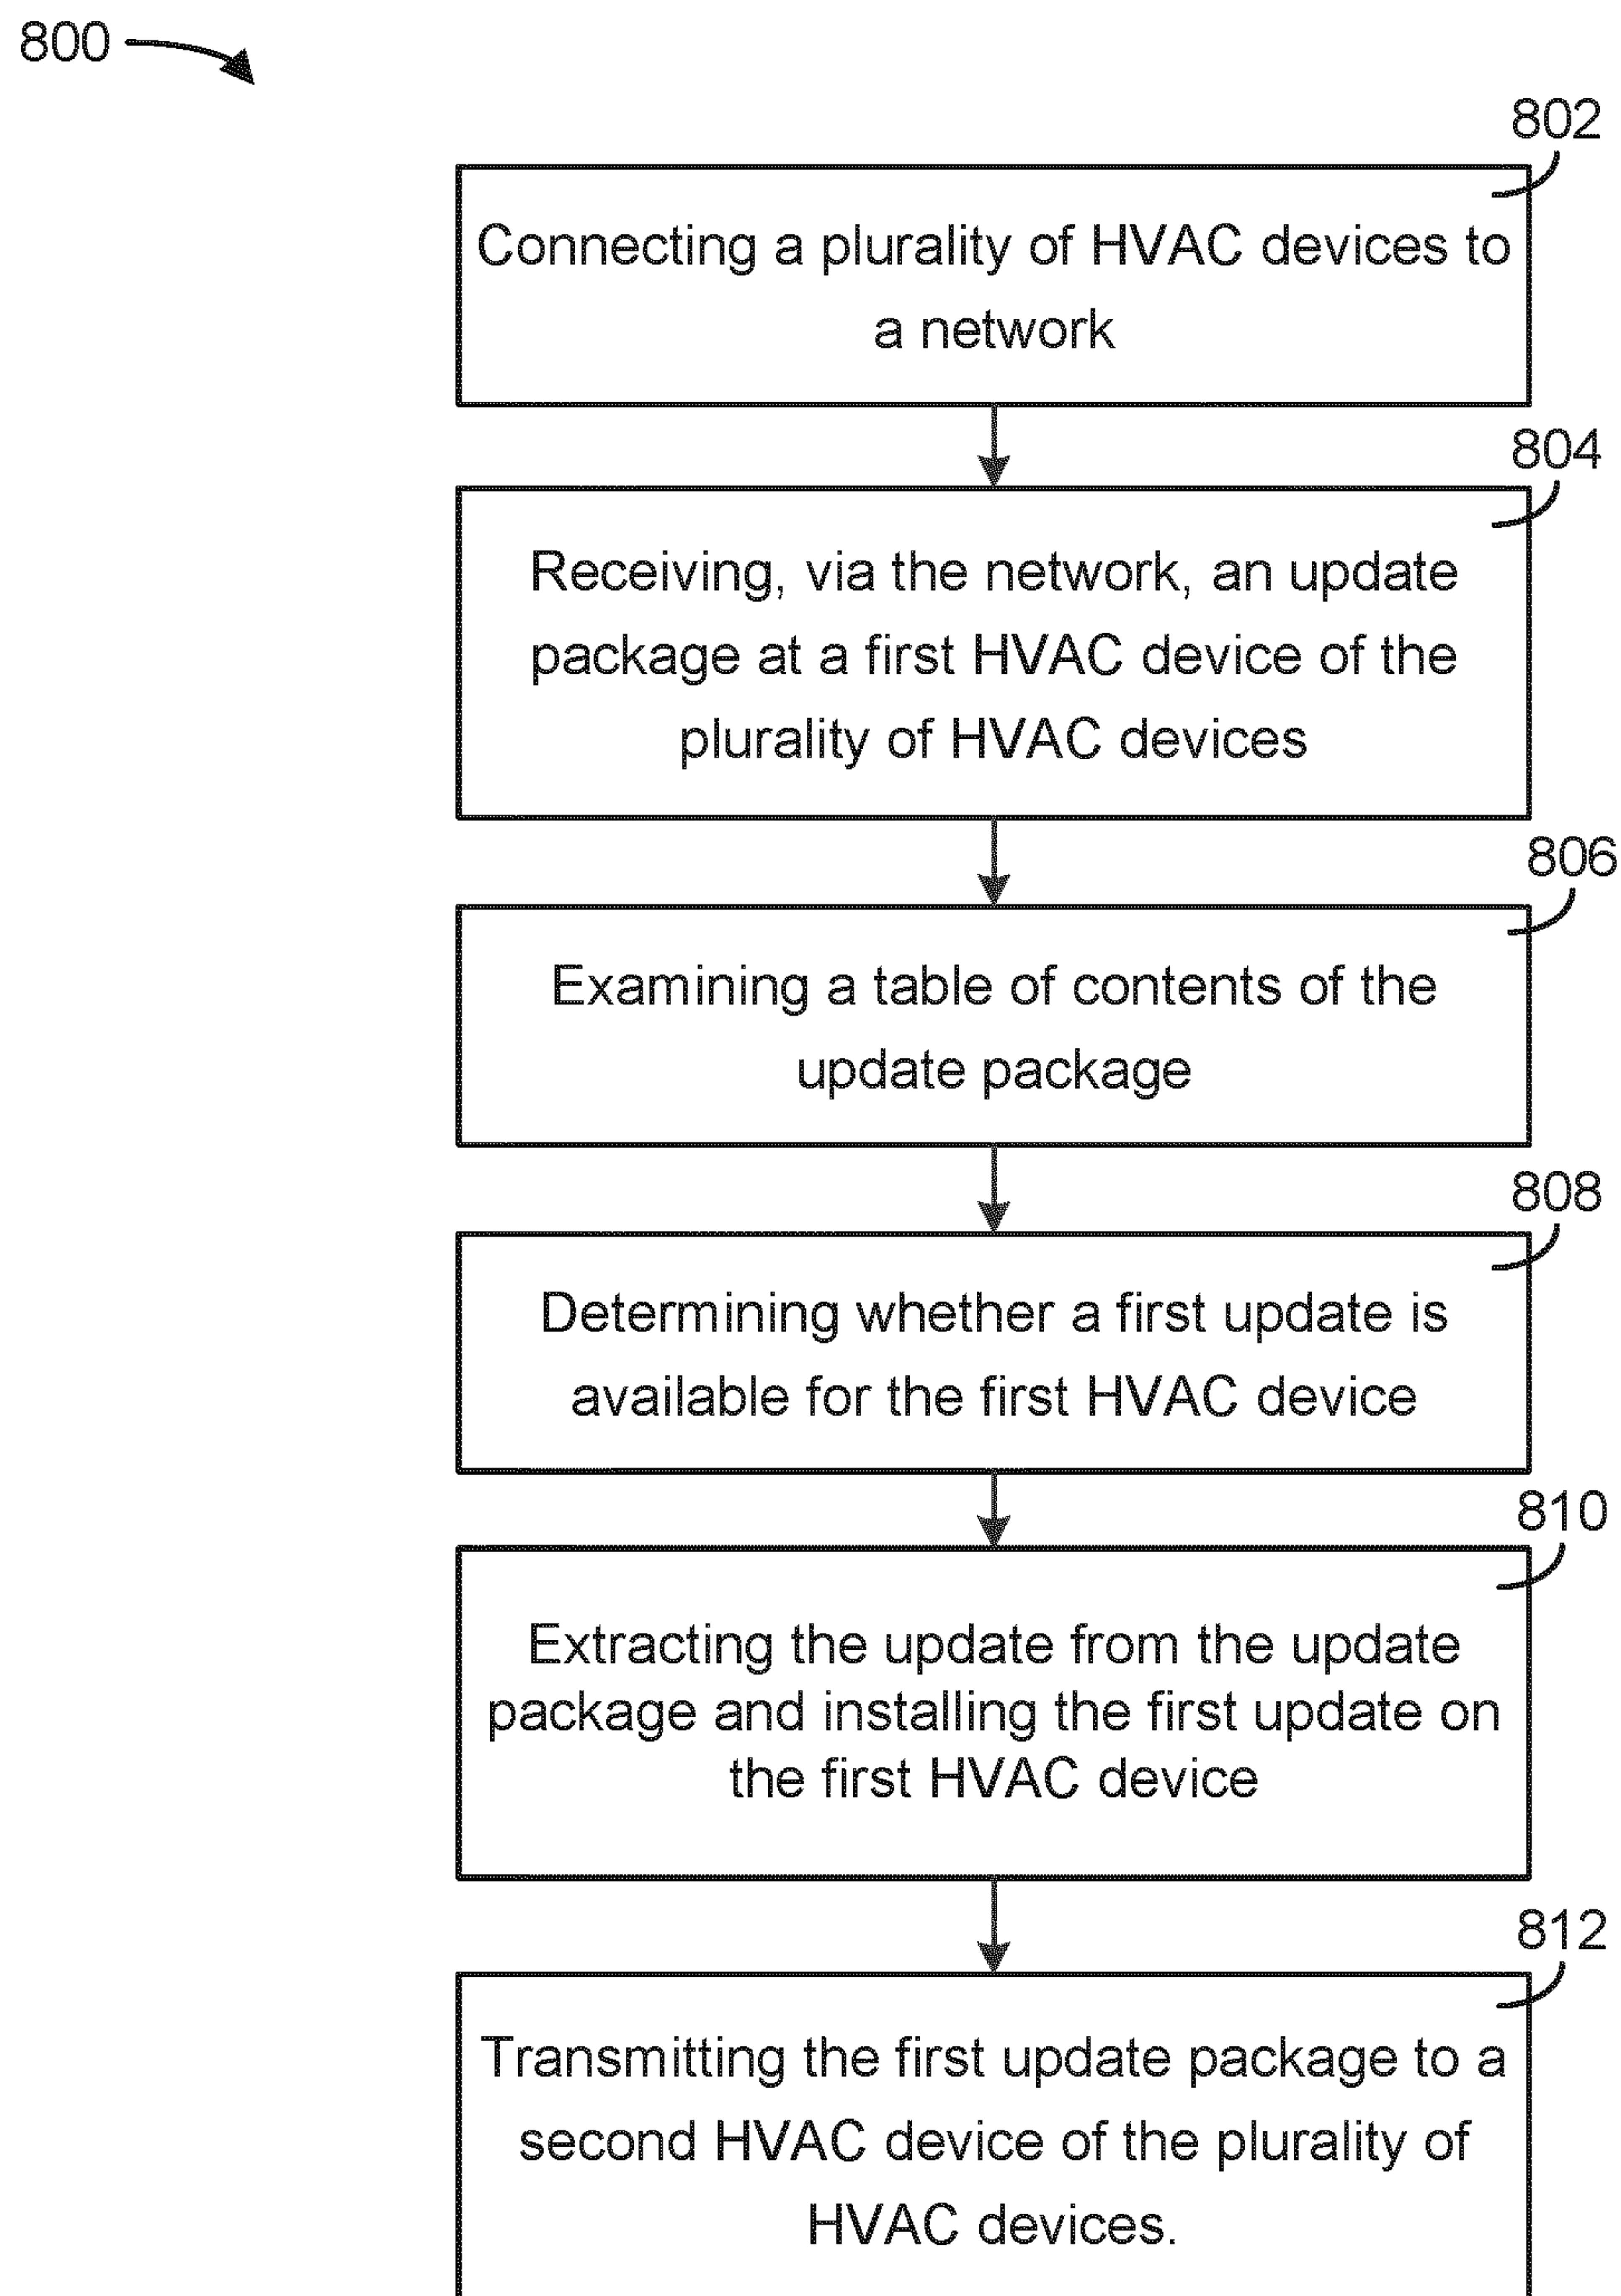 800
802
Connecting a plurality of HVAC devices to
a network
804
Receiving, via the network, an update
package at a first HVAC device of the
plurality of HVAC devices
806
Examining a table of contents of the
update package
808
Determining whether a first update is
available for the first HVAC device
810
Extracting the update from the update
package and installing the first update on
the first HVAC device
812
Transmitting the first update package to a
second HVAC device of the plurality of
HVAC devices.